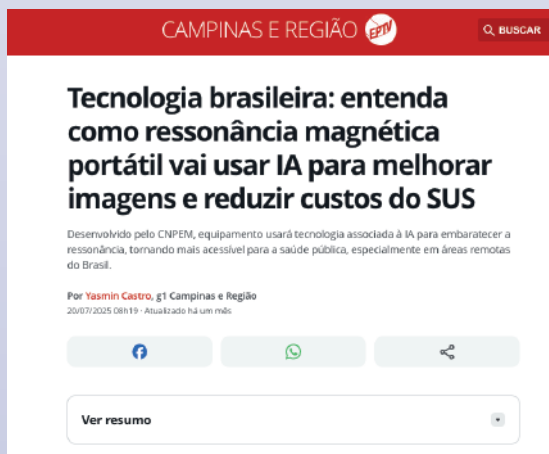 CAMPINAS E REGIÃO EPTV
BUSCAR
Tecnologia brasileira: entenda
como ressonância magnética
portátil vai usar IA para melhorar
imagens e reduzir custos do SUS
Desenvolvido pelo CNPEM, equipamento usará tecnologia associada à IA para embaratecer a
ressonância, tornando mais acessível para a saúde pública, especialmente em áreas remotas
do Brasil.
Por Yasmin Castro, g1 Campinas e Região
20/07/2025 08h19 · Atualizado há um mês
Ver resumo